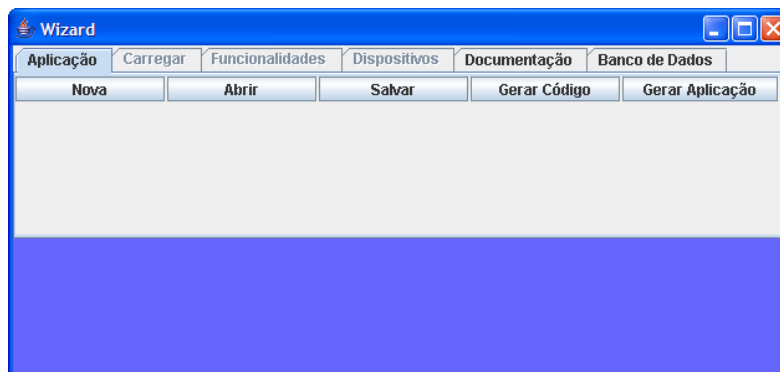 Wizard
Aplicação Carregar Funcionalidades Dispositivos Documentação Banco de Dados
Nova Abrir Salvar Gerar Código Gerar Aplicação